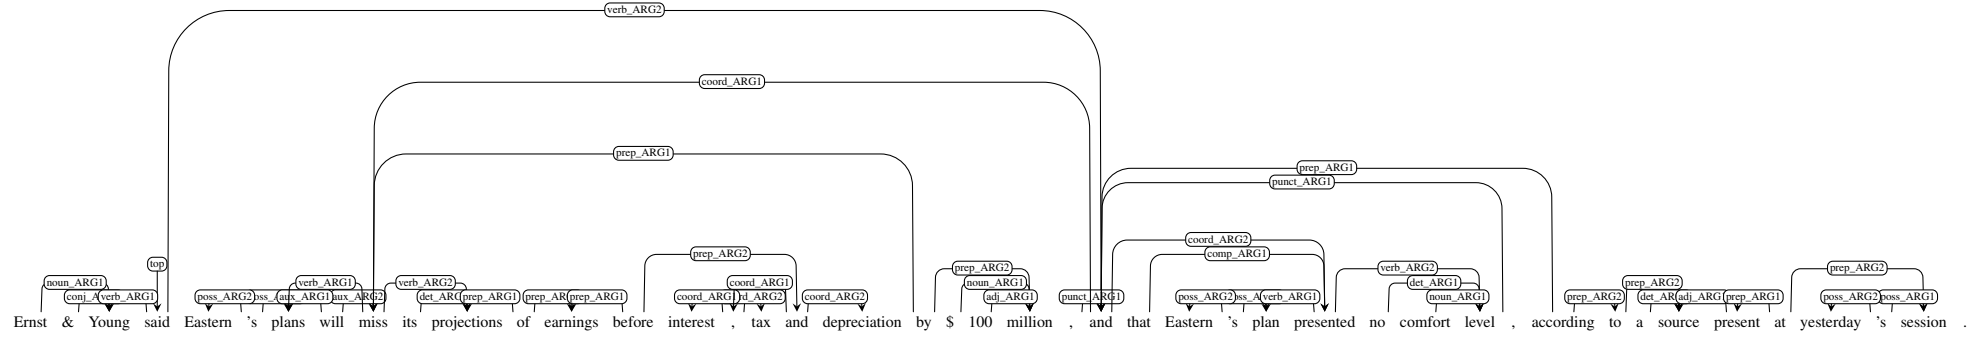 verb_ARG2
coord_ARG1
prep_ARG1
prep_ARG1
punct_ARG1
coord_ARG2
prep_ARG2 comp_ARG1
top prep_ARG2 verb_ARG2 prep_ARG2
noun_ARG1 verb_ARG1 verb_ARG2 coord_ARG1 noun_ARG1 det_ARG1 prep_ARG2
verb_ARG1 poss_ARG2 aux_ARG1 aux_ARG2 prep_ARG1 prep_ARG1 coord_ARG2 adj_ARG1 punct_ARG1 poss_ARG2 verb_ARG1 noun_ARG1 prep_ARG2 prep_ARG1 poss_ARG2 poss_ARG1
Ernst & Young said Eastern 's plans will miss its projections of earnings before interest , tax and depreciation by $ 100 million , and that Eastern 's plan presented no comfort level , according to a source present at yesterday 's session .